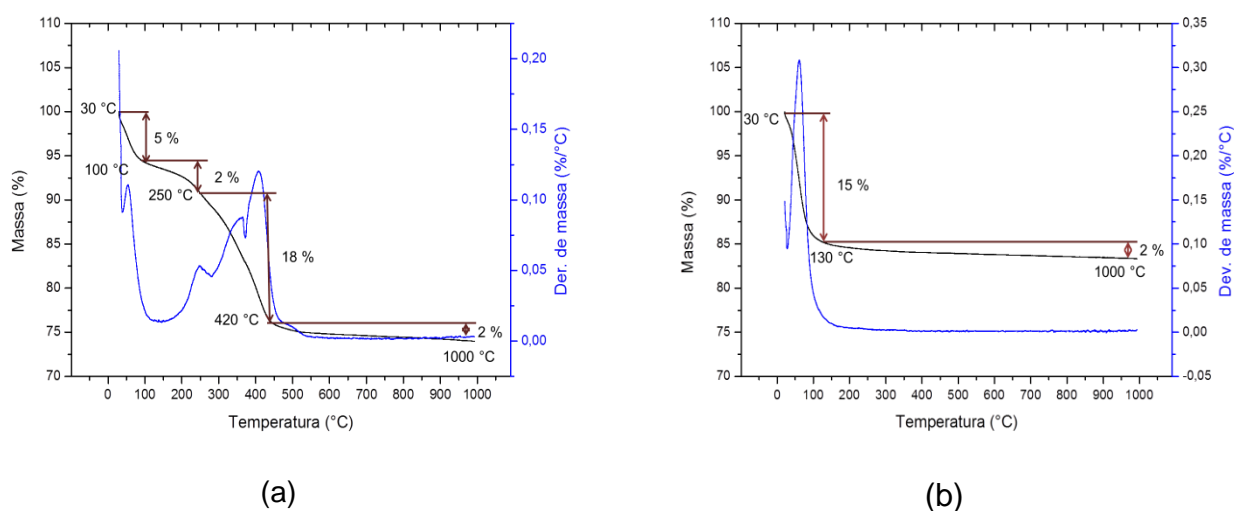 110
105
100
95
90
85
80
75
70
Massa (%)
30 °C
5 %
100 °C
2 %
250 °C
18 %
420 °C
2 %
1000 °C
0,20
0,15
0,10
0,05
0,00
Der. de massa (%/°C)
0 100 200 300 400 500 600 700 800 900 1000
Temperatura (°C)
(a)
110
105
100
95
90
85
80
75
70
Massa (%)
30 °C
15 %
130 °C
2 %
1000 °C
0,35
0,30
0,25
0,20
0,15
0,10
0,05
0,00
-0,05
Dev. de massa (%/°C)
0 100 200 300 400 500 600 700 800 900 1000
Temperatura (°C)
(b)